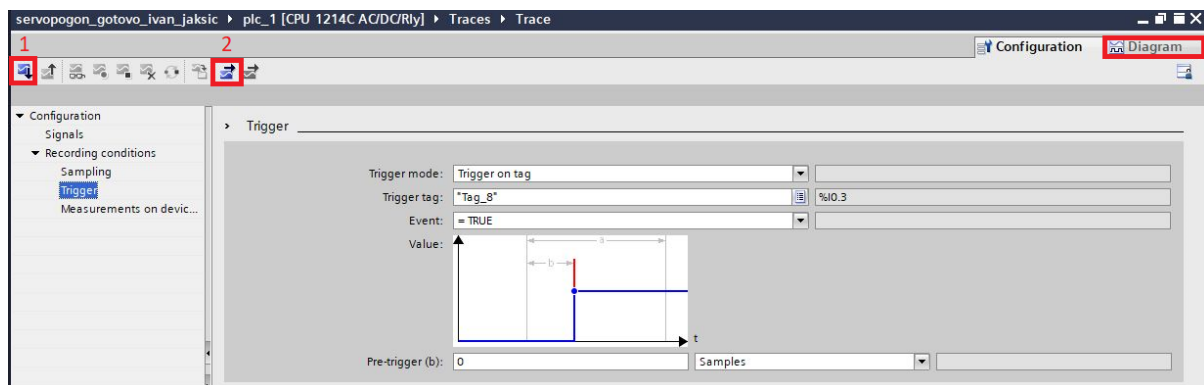 servopogon_gotovo_ivan_jaksic ▸ plc_1 [CPU 1214C AC/DC/Rly] ▸ Traces ▸ Trace
1
2
Configuration
Diagram
Configuration
Signals
Recording conditions
Sampling
Trigger
Measurements on devic...
Trigger
Trigger mode: Trigger on tag
Trigger tag: "Tag_8" %I0.3
Event: = TRUE
Value:
a
b
t
Pre-trigger (b): 0 Samples